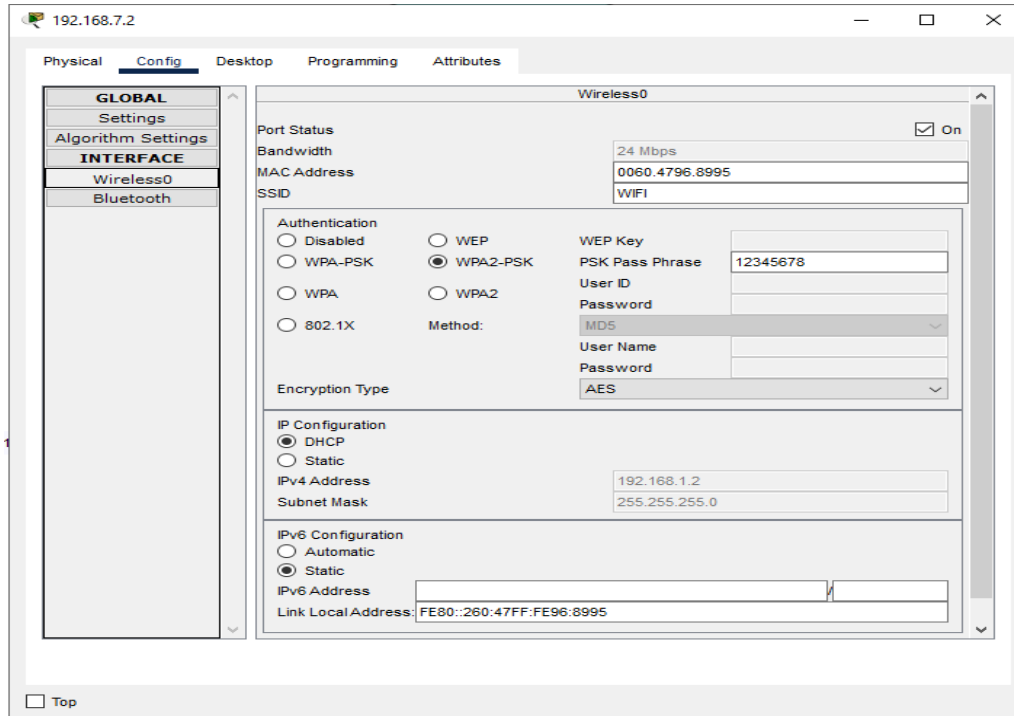 192.168.7.2
Physical Config Desktop Programming Attributes
GLOBAL
Settings
Algorithm Settings
INTERFACE
Wireless0
Bluetooth
Wireless0
Port Status On
Bandwidth 24 Mbps
MAC Address 0060.4796.8995
SSID WIFI
Authentication
Disabled WEP WEP Key
WPA-PSK WPA2-PSK PSK Pass Phrase 12345678
User ID
WPA WPA2
Password
802.1X Method: MD5
User Name
Password
Encryption Type AES
IP Configuration
DHCP
Static
IPv4 Address 192.168.1.2
Subnet Mask 255.255.255.0
IPv6 Configuration
Automatic
Static
IPv6 Address /
Link Local Address: FE80::260:47FF:FE96:8995
Top
1